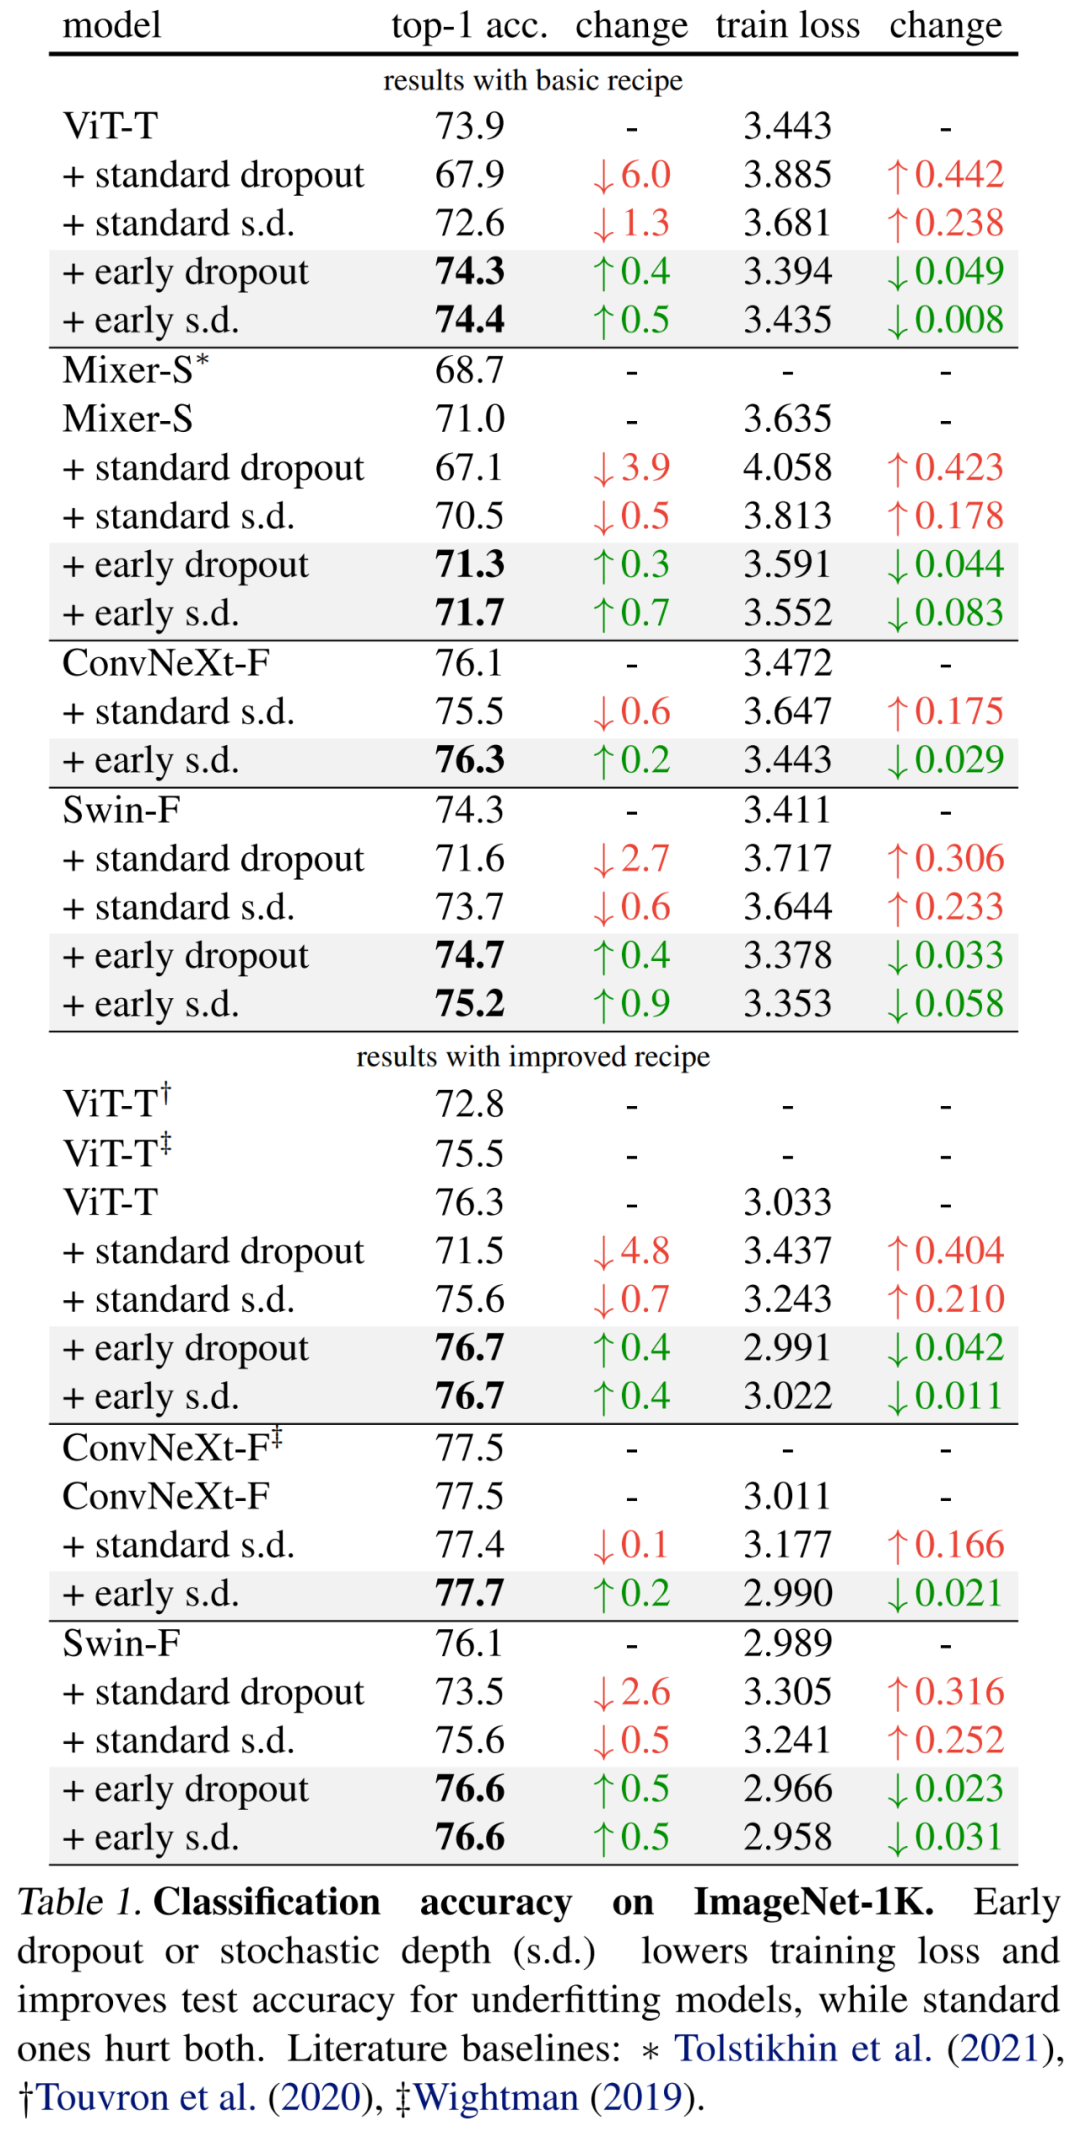 model top-1 acc. change train loss change
results with basic recipe
ViT-T 73.9 - 3.443 -
+ standard dropout 67.9 ↓6.0 3.885 ↑0.442
+ standard s.d. 72.6 ↓1.3 3.681 ↑0.238
+ early dropout 74.3 ↑0.4 3.394 ↓0.049
+ early s.d. 74.4 ↑0.5 3.435 ↓0.008
Mixer-S* 68.7 - - -
Mixer-S 71.0 - 3.635 -
+ standard dropout 67.1 ↓3.9 4.058 ↑0.423
+ standard s.d. 70.5 ↓0.5 3.813 ↑0.178
+ early dropout 71.3 ↑0.3 3.591 ↓0.044
+ early s.d. 71.7 ↑0.7 3.552 ↓0.083
ConvNeXt-F 76.1 - 3.472 -
+ standard s.d. 75.5 ↓0.6 3.647 ↑0.175
+ early s.d. 76.3 ↑0.2 3.443 ↓0.029
Swin-F 74.3 - 3.411 -
+ standard dropout 71.6 ↓2.7 3.717 ↑0.306
+ standard s.d. 73.7 ↓0.6 3.644 ↑0.233
+ early dropout 74.7 ↑0.4 3.378 ↓0.033
+ early s.d. 75.2 ↑0.9 3.353 ↓0.058
results with improved recipe
ViT-T† 72.8 - - -
ViT-T‡ 75.5 - - -
ViT-T 76.3 - 3.033 -
+ standard dropout 71.5 ↓4.8 3.437 ↑0.404
+ standard s.d. 75.6 ↓0.7 3.243 ↑0.210
+ early dropout 76.7 ↑0.4 2.991 ↓0.042
+ early s.d. 76.7 ↑0.4 3.022 ↓0.011
ConvNeXt-F‡ 77.5 - - -
ConvNeXt-F 77.5 - 3.011 -
+ standard s.d. 77.4 ↓0.1 3.177 ↑0.166
+ early s.d. 77.7 ↑0.2 2.990 ↓0.021
Swin-F 76.1 - 2.989 -
+ standard dropout 73.5 ↓2.6 3.305 ↑0.316
+ standard s.d. 75.6 ↓0.5 3.241 ↑0.252
+ early dropout 76.6 ↑0.5 2.966 ↓0.023
+ early s.d. 76.6 ↑0.5 2.958 ↓0.031
Table 1. Classification accuracy on ImageNet-1K. Early
dropout or stochastic depth (s.d.) lowers training loss and
improves test accuracy for underfitting models, while standard
ones hurt both. Literature baselines: * Tolstikhin et al. (2021),
†Touvron et al. (2020), ‡Wightman (2019).